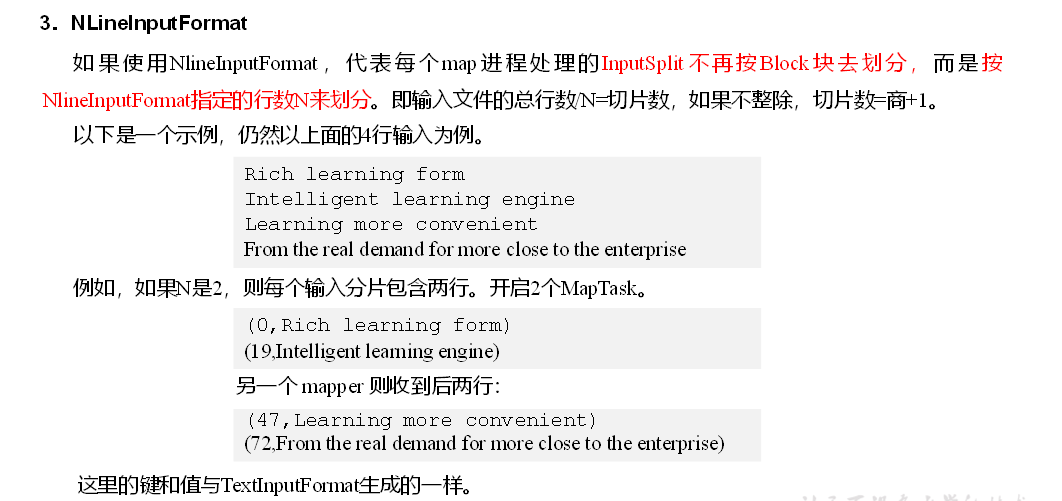 3．NLineInputFormat
如果使用NlineInputFormat，代表每个map进程处理的InputSplit不再按Block块去划分，而是按
NlineInputFormat指定的行数N来划分。即输入文件的总行数/N=切片数，如果不整除，切片数=商+1。
以下是一个示例，仍然以上面的4行输入为例。
Rich learning form
Intelligent learning engine
Learning more convenient
From the real demand for more close to the enterprise
例如，如果N是2，则每个输入分片包含两行。开启2个MapTask。
(0,Rich learning form)
(19,Intelligent learning engine)
另一个 mapper 则收到后两行：
(47,Learning more convenient)
(72,From the real demand for more close to the enterprise)
这里的键和值与TextInputFormat生成的一样。